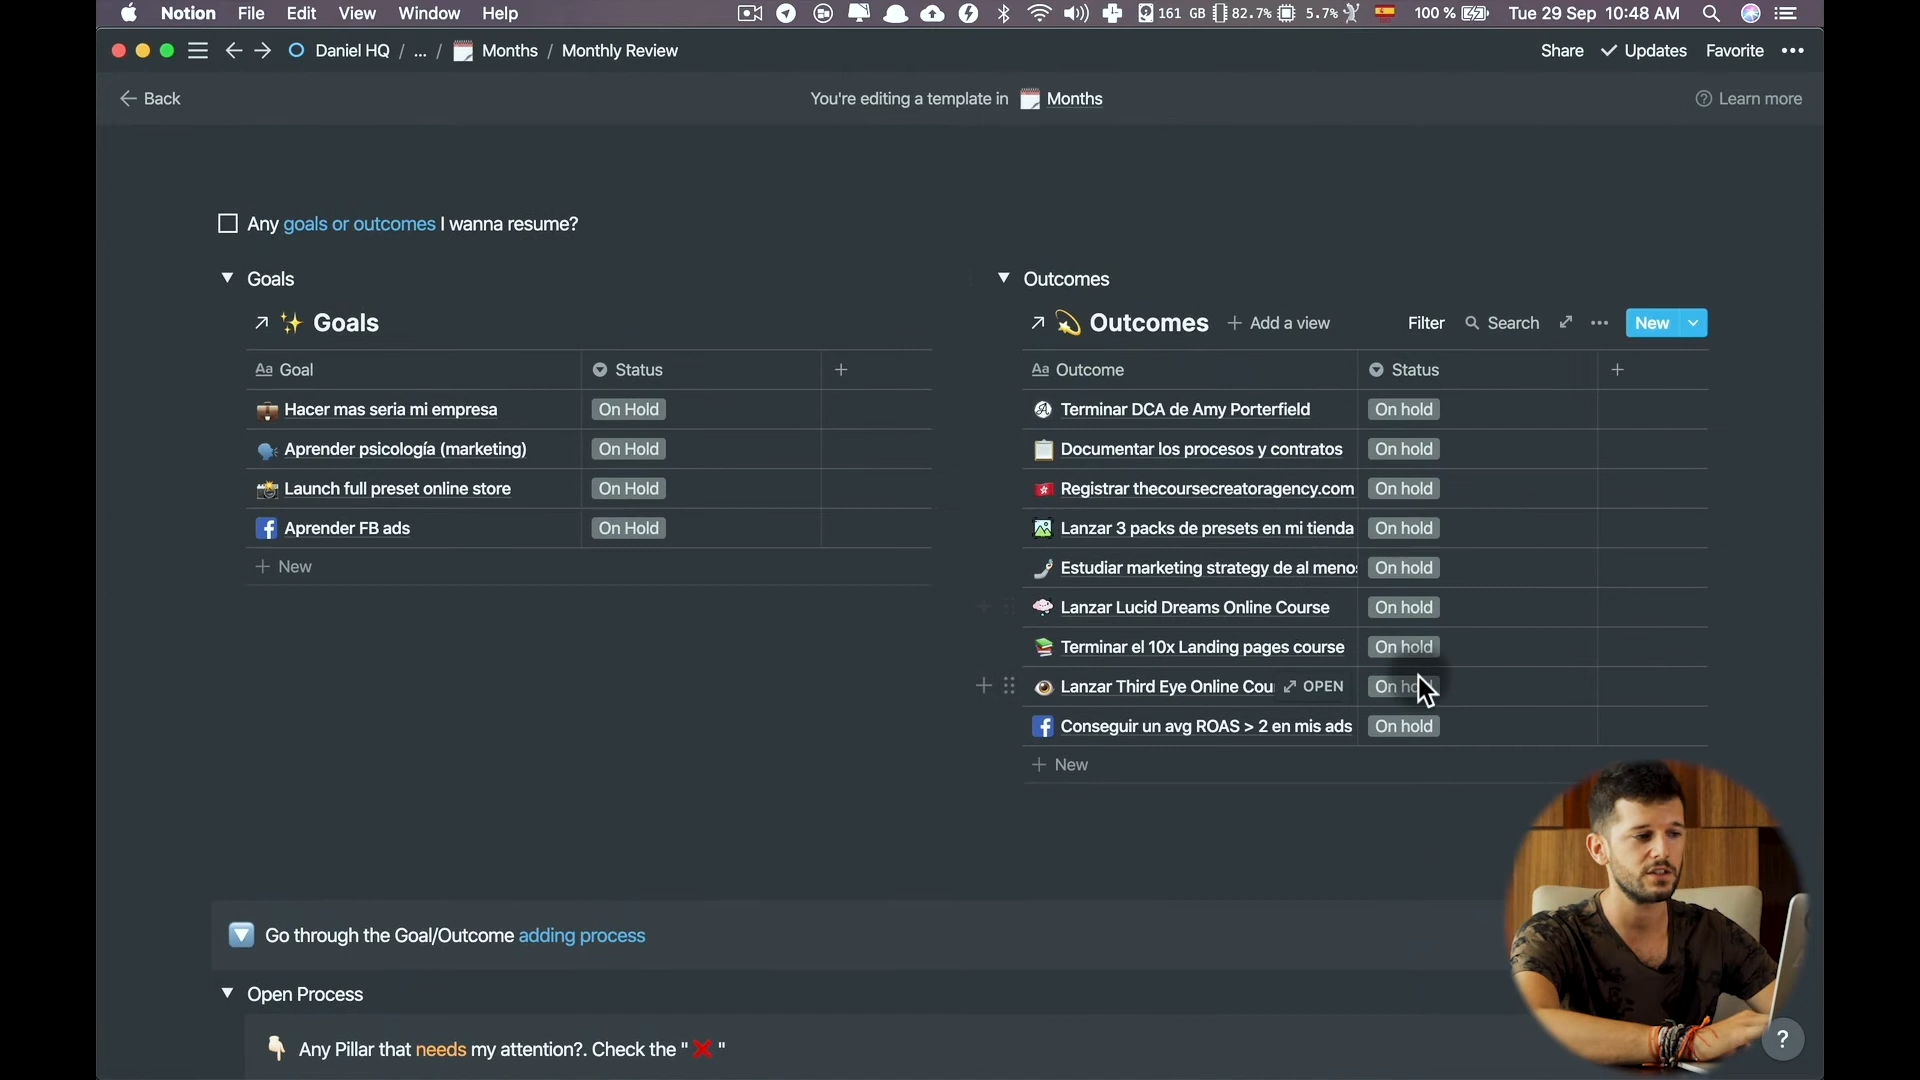 Notion File Edit View Window Help 161 GB 82.7% 5.7% 100 % Tue 29 Sep 10:48 AM
Daniel HQ / ... / Months / Monthly Review Share Updates Favorite
Back You're editing a template in Months Learn more
Any goals or outcomes I wanna resume?
Goals
Goals
Aa Goal Status
Hacer mas seria mi empresa On Hold
Aprender psicología (marketing) On Hold
Launch full preset online store On Hold
Aprender FB ads On Hold
+ New
Outcomes
Outcomes + Add a view Filter Search New
Aa Outcome Status
Terminar DCA de Amy Porterfield On hold
Documentar los procesos y contratos On hold
Registrar thecoursecreatoragency.com On hold
Lanzar 3 packs de presets en mi tienda On hold
Estudiar marketing strategy de al meno On hold
Lanzar Lucid Dreams Online Course On hold
Terminar el 10x Landing pages course On hold
Lanzar Third Eye Online Cou OPEN On hold
Conseguir un avg ROAS > 2 en mis ads On hold
+ New
Go through the Goal/Outcome adding process
Open Process
Any Pillar that needs my attention?. Check the " ❌ "
?